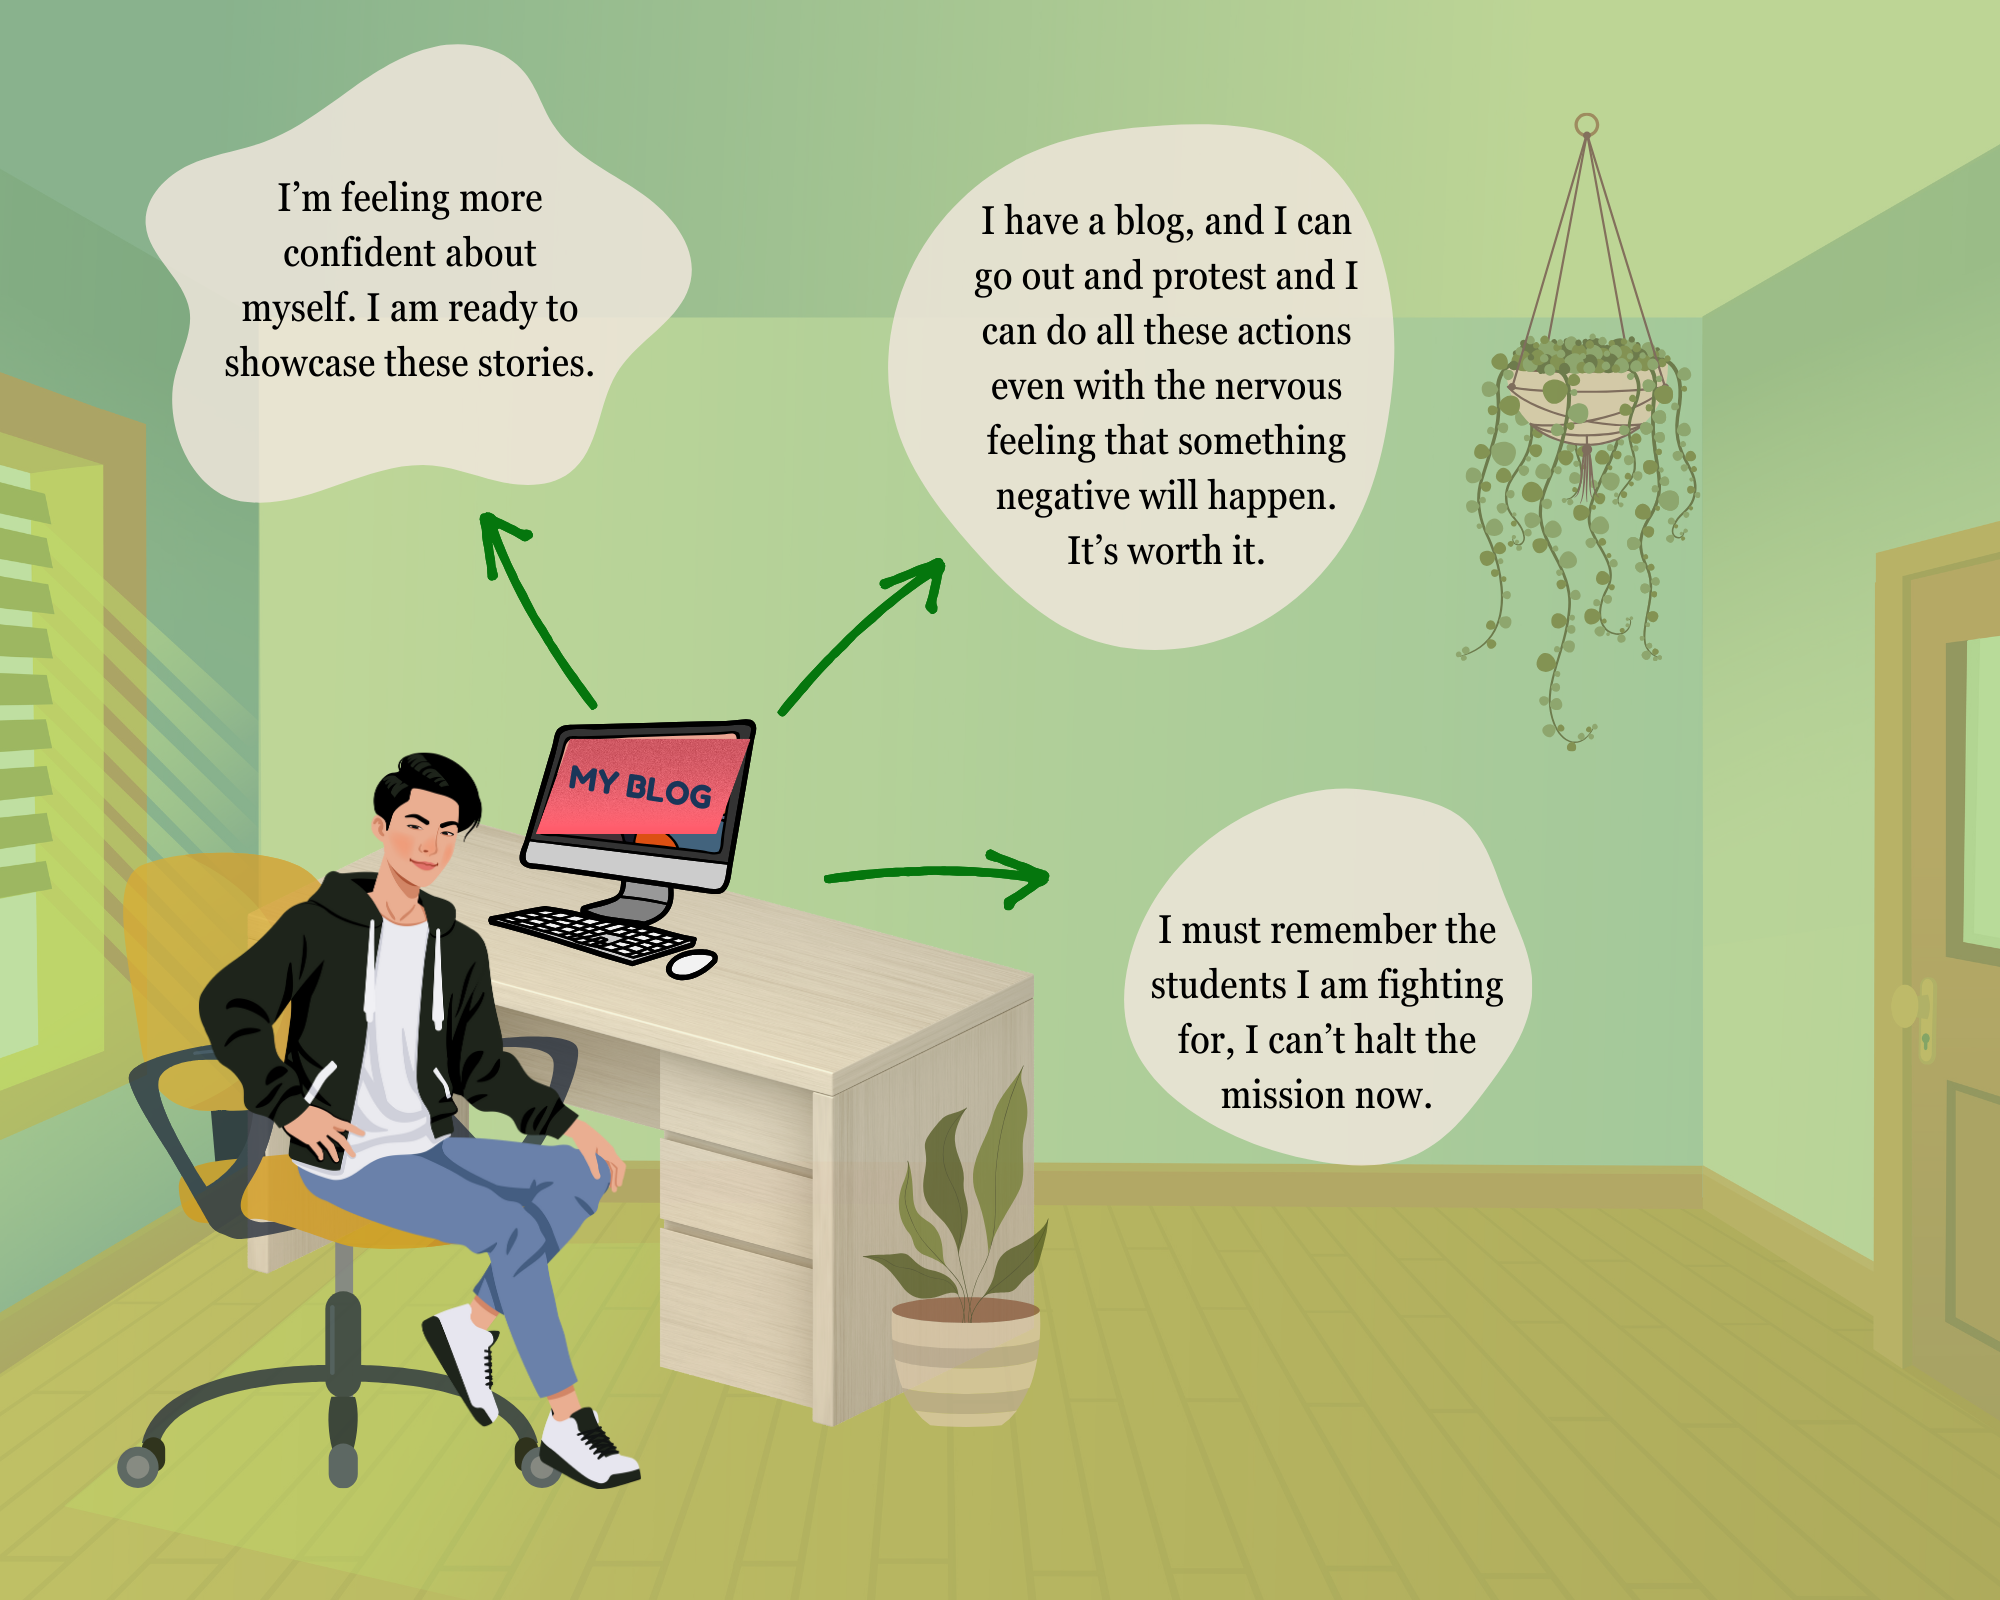 I’m feeling more
confident about
myself. I am ready to
showcase these stories.
I have a blog, and I can
go out and protest and I
can do all these actions
even with the nervous
feeling that something
negative will happen.
It’s worth it.
MY BLOG
I must remember the
students I am fighting
for, I can’t halt the
mission now.